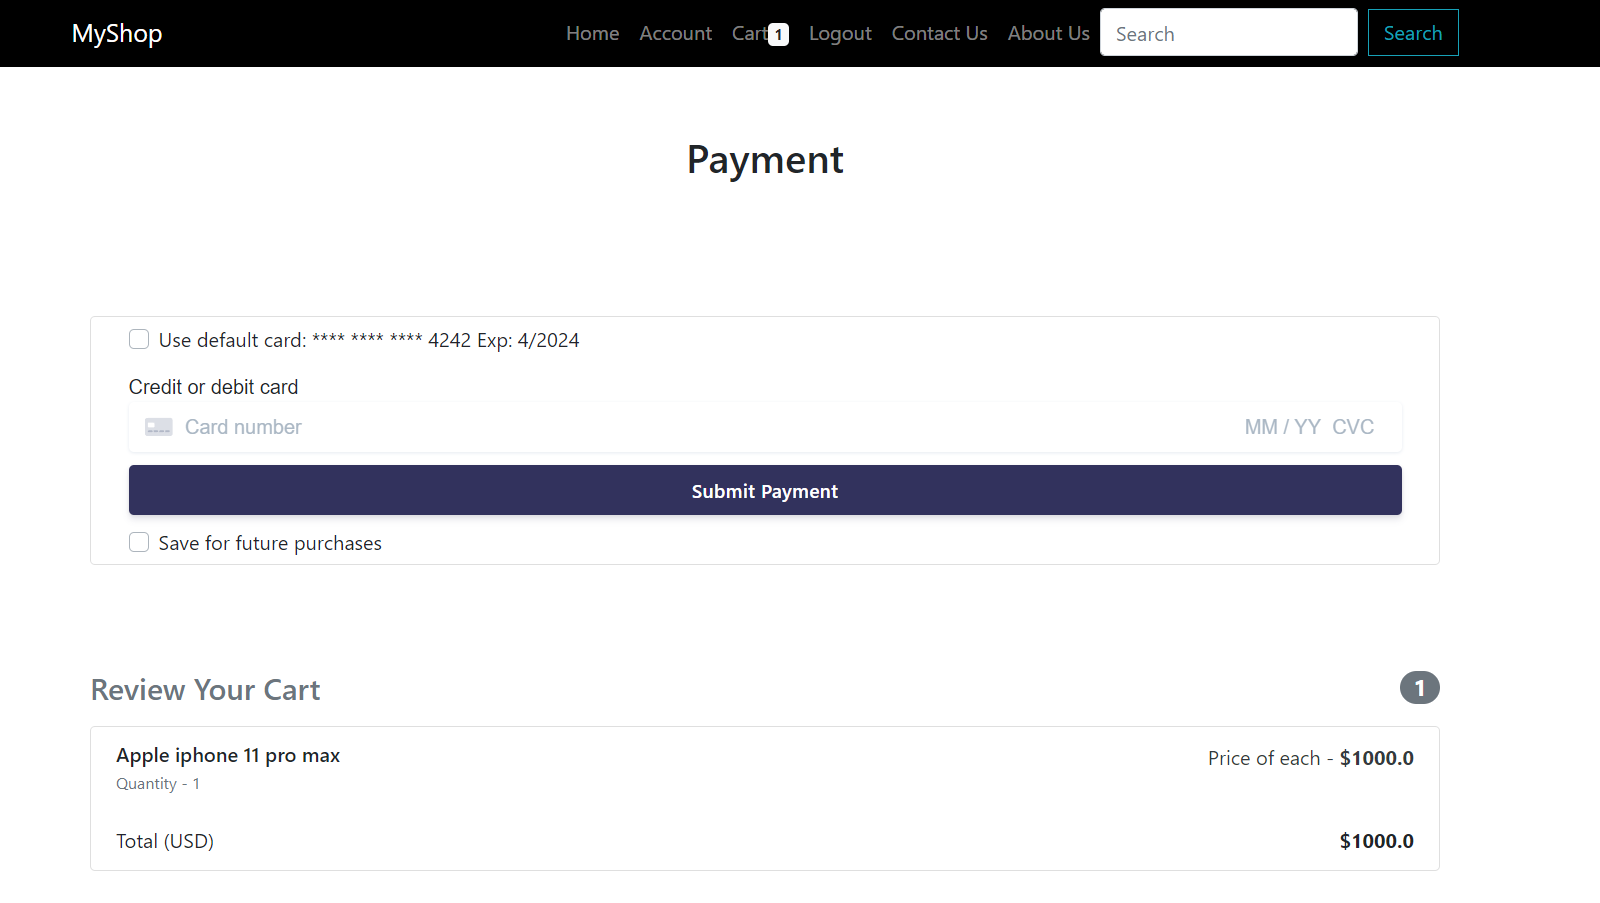 MyShop Home Account Cart 1 Logout Contact Us About Us Search Search
Payment
Use default card: **** **** **** 4242 Exp: 4/2024
Credit or debit card
Card number MM / YY CVC
Submit Payment
Save for future purchases
Review Your Cart 1
Apple iphone 11 pro max Price of each - $1000.0
Quantity - 1
Total (USD) $1000.0